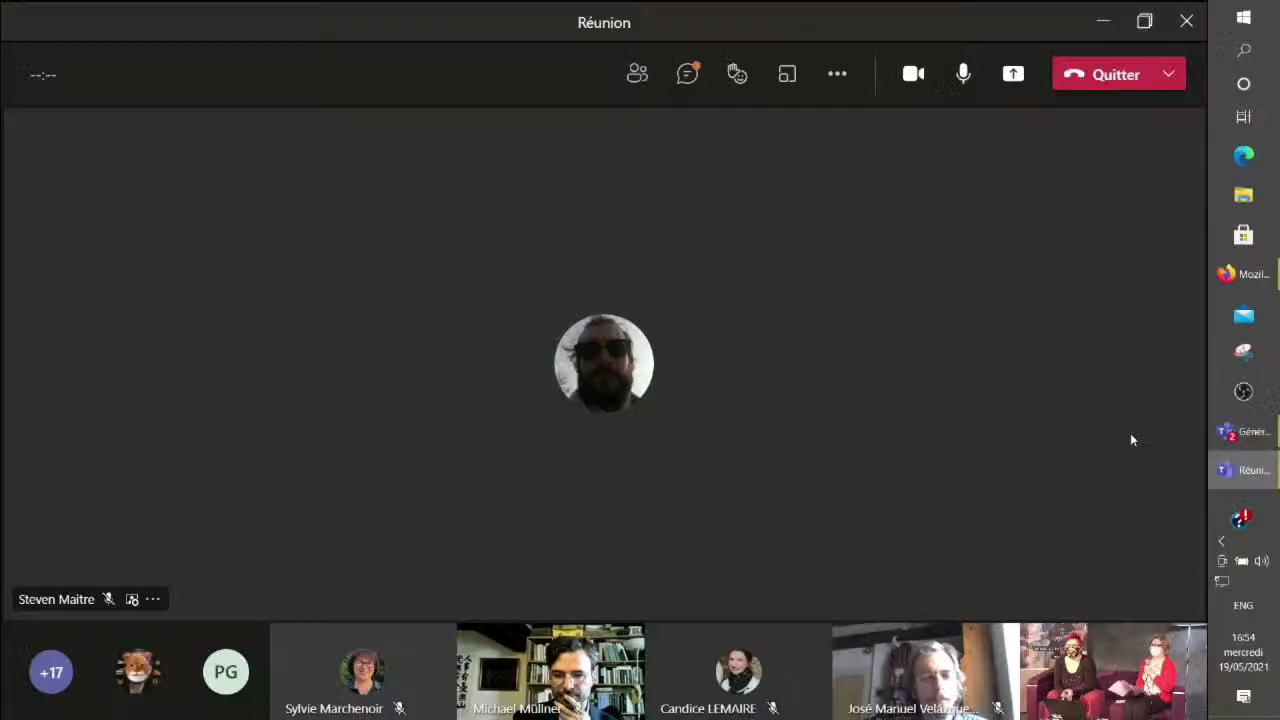 Réunion
--:--
Quitter
Mozil...
Génér...
2
Réuni...
Steven Maitre
...
+17
PG
Sylvie Marchenoir
Michael Müllner
Candice LEMAIRE
José Manuel Velázque...
ENG
16:54
mercredi
19/05/2021